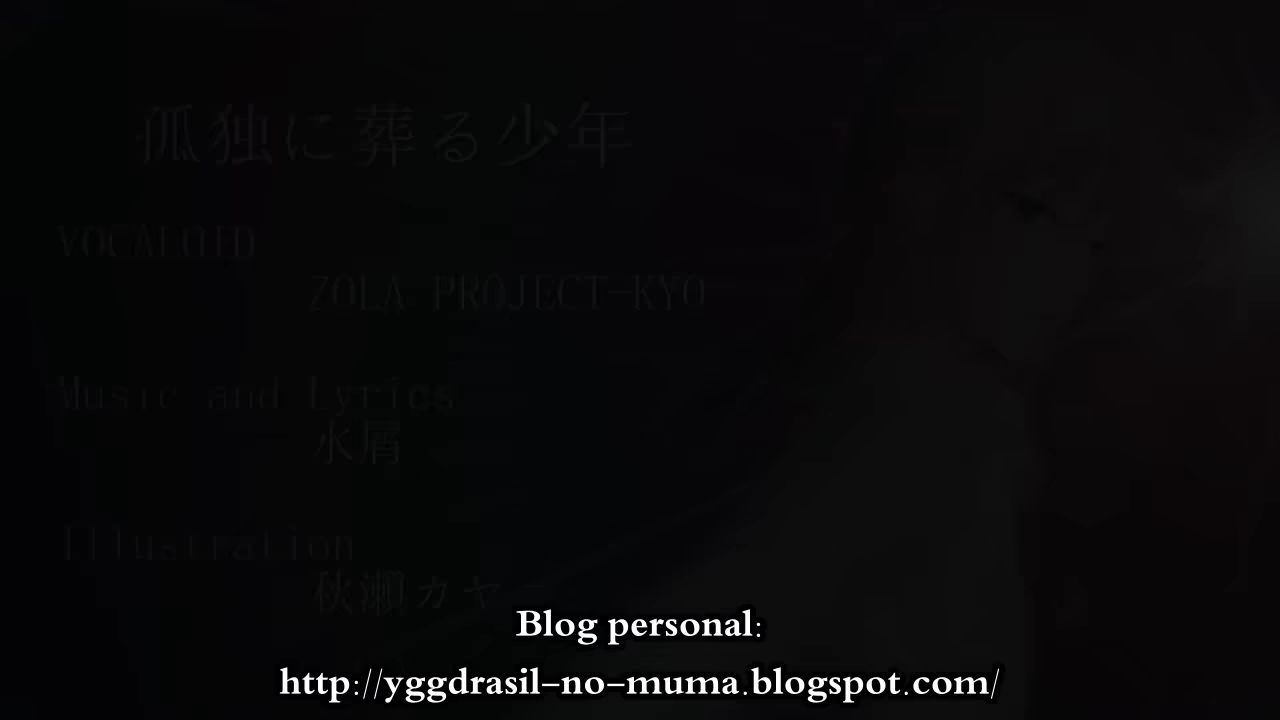 孤独に葬る少年
VOCALOID
ZOLA PROJECT-KYO
Music and Lyrics
水屑
Illustration
秋瀬カヤ
Blog personal:
http://yggdrasil-no-muma.blogspot.com/